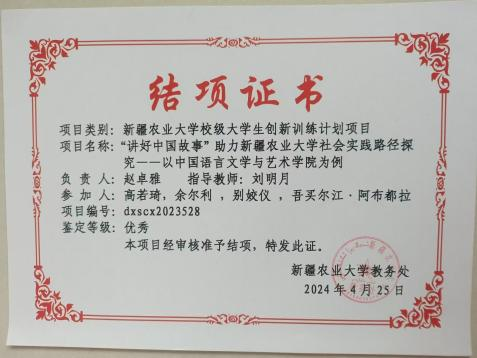 结项证书
项目类别：新疆农业大学校级大学生创新训练计划项目
项目名称：“讲好中国故事”助力新疆农业大学社会实践路径探
究——以中国语言文学与艺术学院为例
负责人：赵卓雅 指导教师：刘明月
参加人：高若琦，余尔利，别姣仪，吾买尔江·阿布都拉
项目编号：dxscx2023528
鉴定等级：优秀
本项目经审核准予结项，特发此证。
新疆农业大学教务处
2024年4月25日